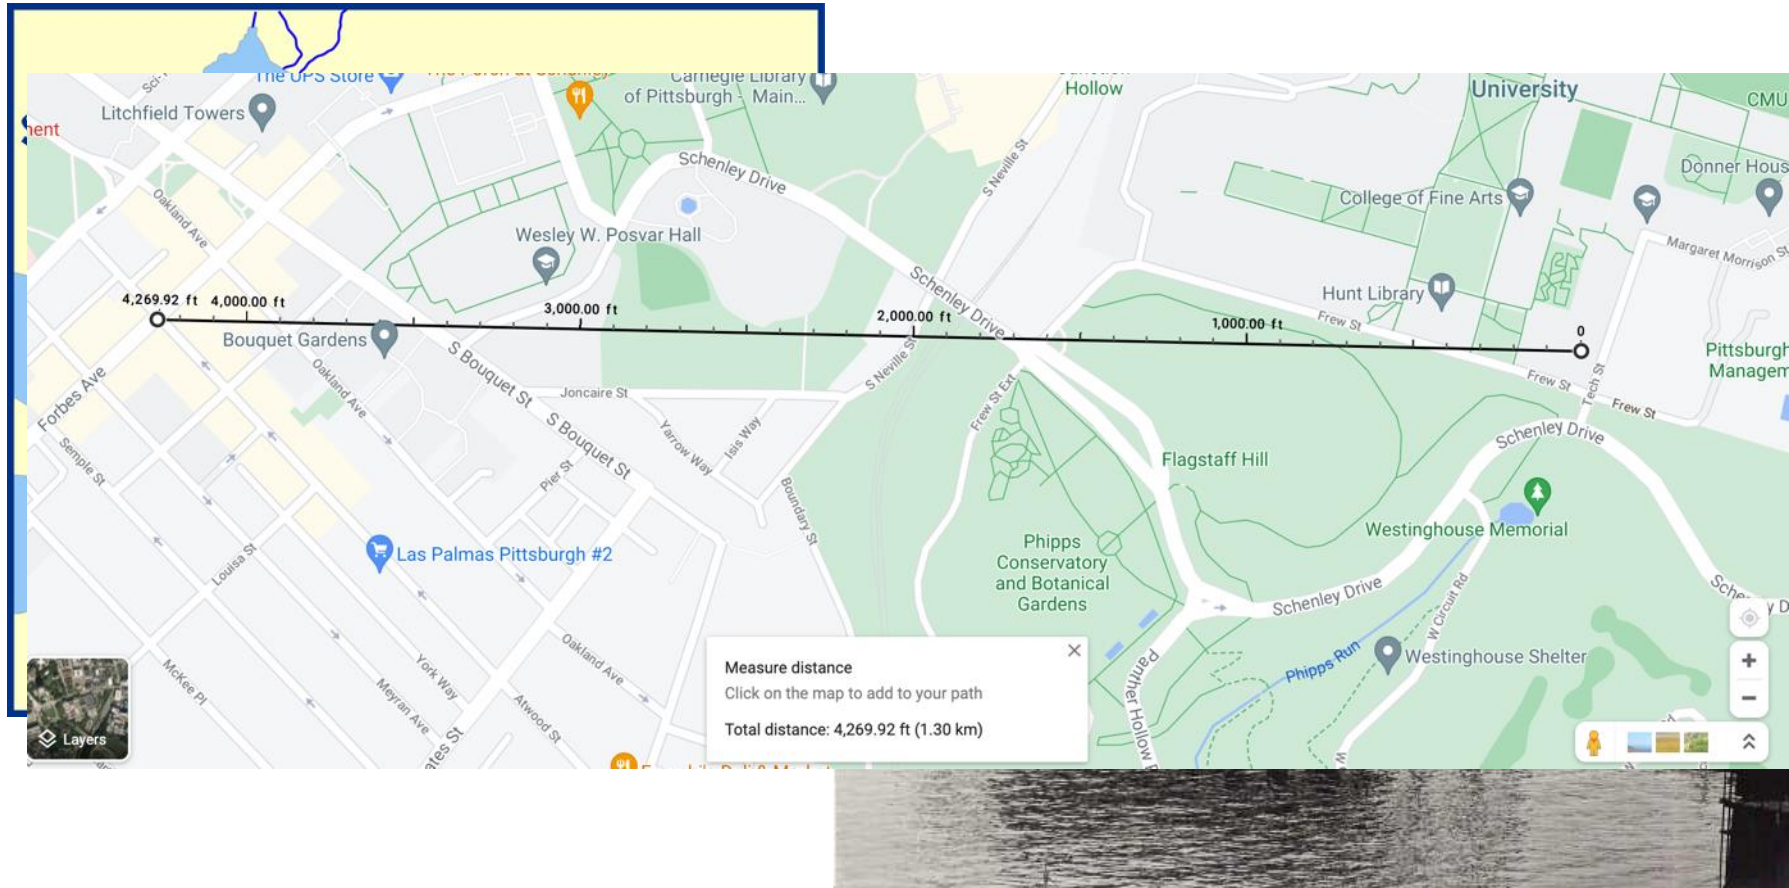 The UPS Store
Carnegie Library
of Pittsburgh - Main...
Hollow
University
CMU
Litchfield Towers
Schenley Drive
S Neville St
Donner Hous
College of Fine Arts
Oakland Ave
Wesley W. Posvar Hall
Margaret Morrison St
Schenley Drive
Hunt Library
4,269.92 ft
4,000.00 ft
3,000.00 ft
2,000.00 ft
1,000.00 ft
0
Frew St
Bouquet Gardens
S Bouquet St
S Neville St
Pittsburgh
Managem
Forbes Ave
Oakland Ave
Joncaire St
Frew St Ext
Frew St
Tech St
Frew St
S Bouquet St
Yarrow Way
Isis Way
Schenley Drive
Semple St
Pier St
Flagstaff Hill
Boundary St
Westinghouse Memorial
Louisa St
Las Palmas Pittsburgh #2
Phipps
Conservatory
and Botanical
Gardens
Schenley Drive
W Circuit Rd
Oakland Ave
McKee Pl
York Way
Meyran Ave
Atwood St
Panther Hollow
Phipps Run
Westinghouse Shelter
Measure distance
Click on the map to add to your path
Total distance: 4,269.92 ft (1.30 km)
Layers